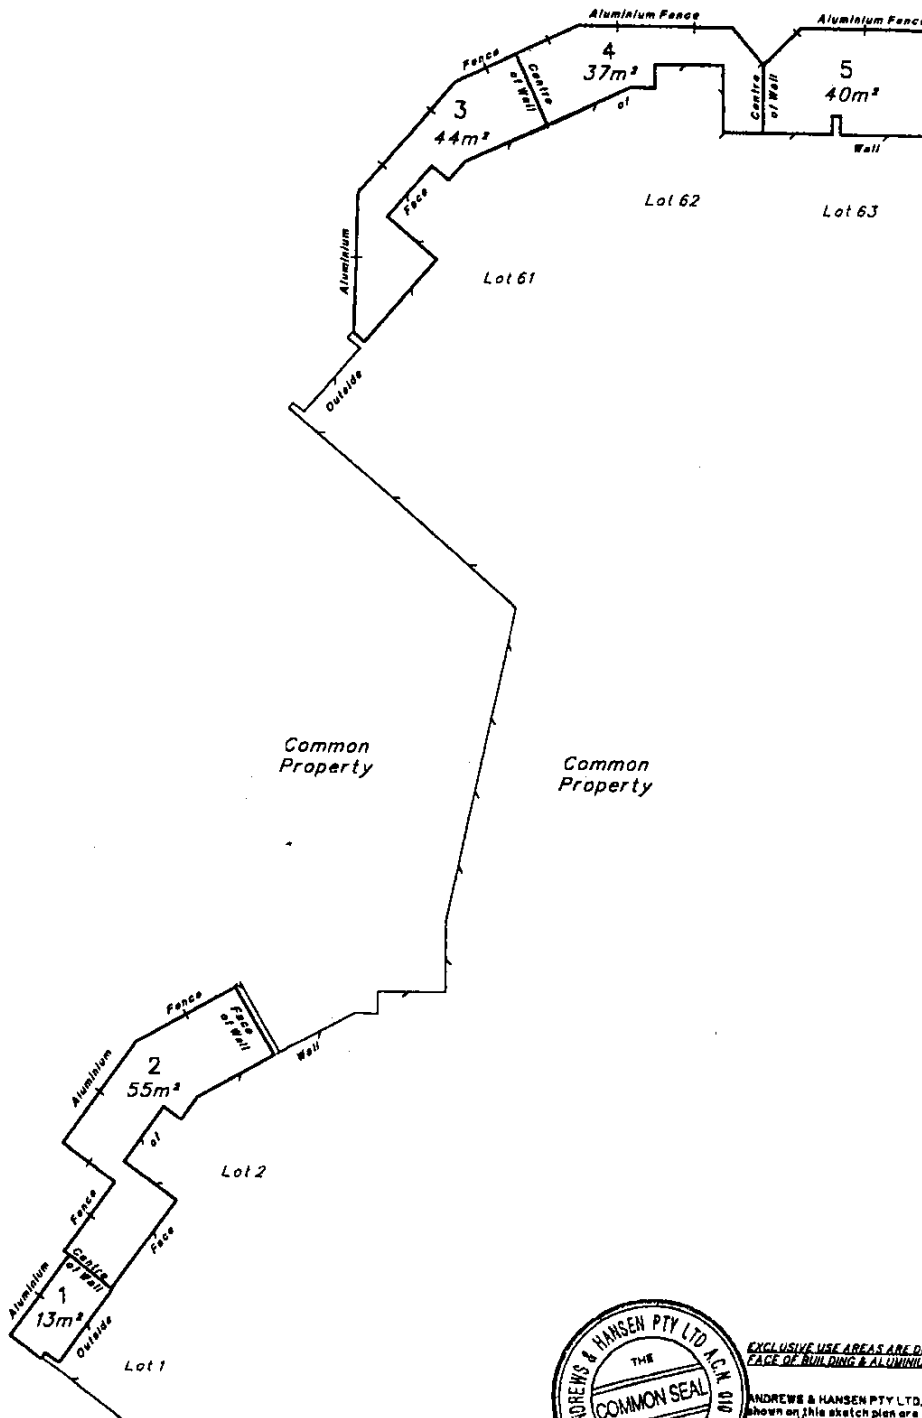 Aluminium Fence
Aluminium Fence
4
37m²
Fence
Centre
of Wall
of
5
40m²
Centre
of Wall
Wall
3
44m²
Face
Aluminium
Lot 62
Lot 63
Lot 61
Outside
Common
Property
Common
Property
Fence
Face
of Wall
Wall
Aluminium
2
55m²
of
Lot 2
Fence
Face
Centre
of Wall
Aluminium
1
13m²
Outside
Lot 1
ANDREWS & HANSEN PTY LTD A.C.N. 010
THE
COMMON SEAL
EXCLUSIVE USE AREAS ARE
FACE OF BUILDING & ALUMINIU
ANDREWS & HANSEN PTY LTD,
shown on this sketch plan are